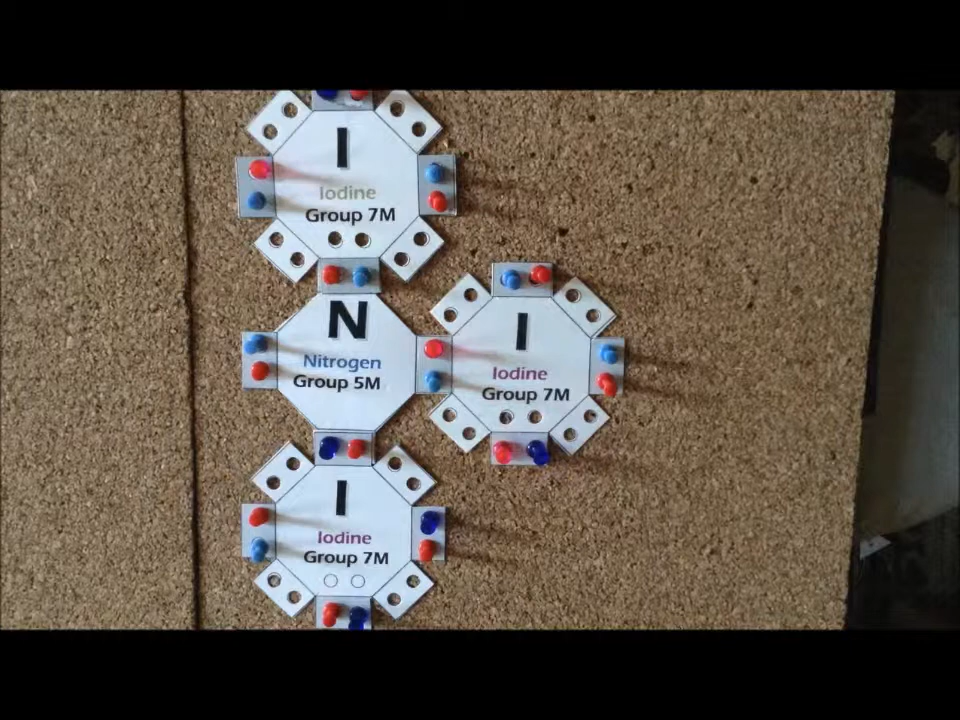 I
Iodine
Group 7M
N
Nitrogen
Group 5M
I
Iodine
Group 7M
I
Iodine
Group 7M